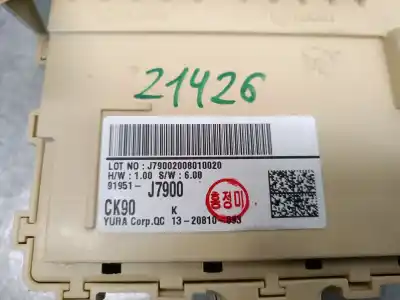 21426
LOT NO : J79002008010020
H/W : 1.00 S/W : 6.00
91951- J7900
CK90 K
YURA Corp.QC 13-20810-